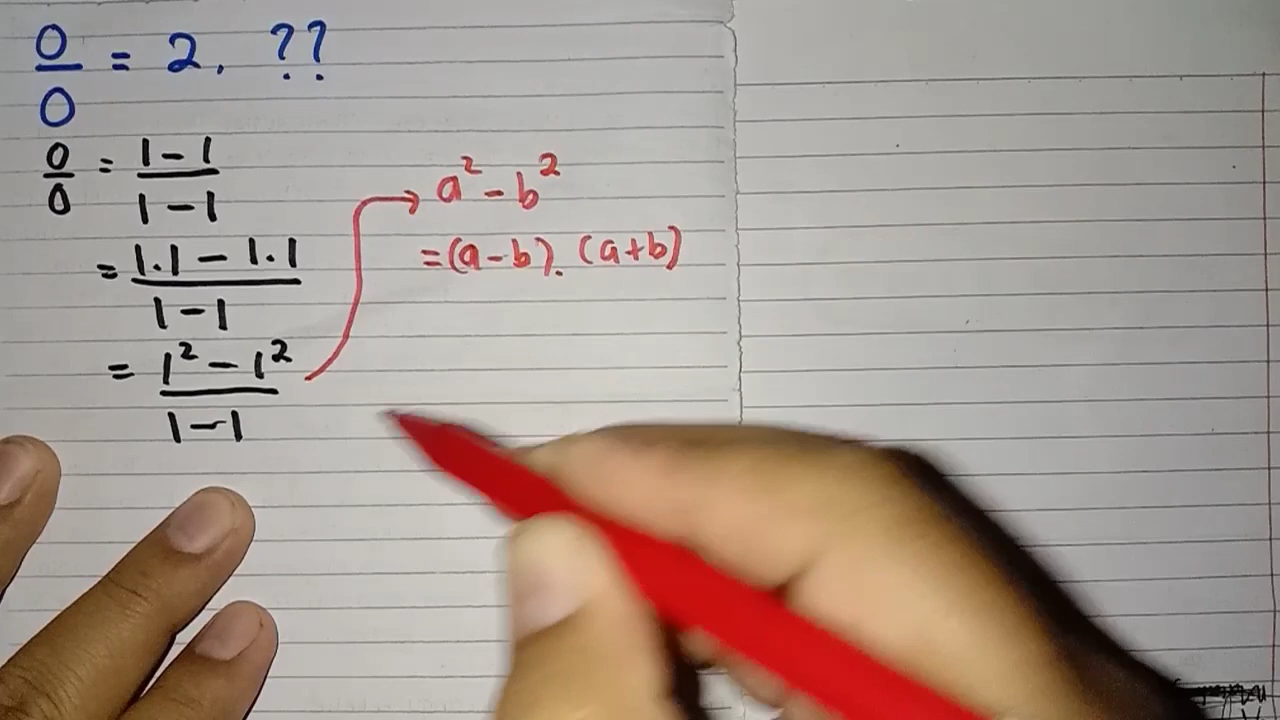 0/0 = 2. ??
0/0 = 1-1/1-1
= 1.1-1.1/1-1
= 1²-1²/1-1
a²-b²
=(a-b).(a+b)